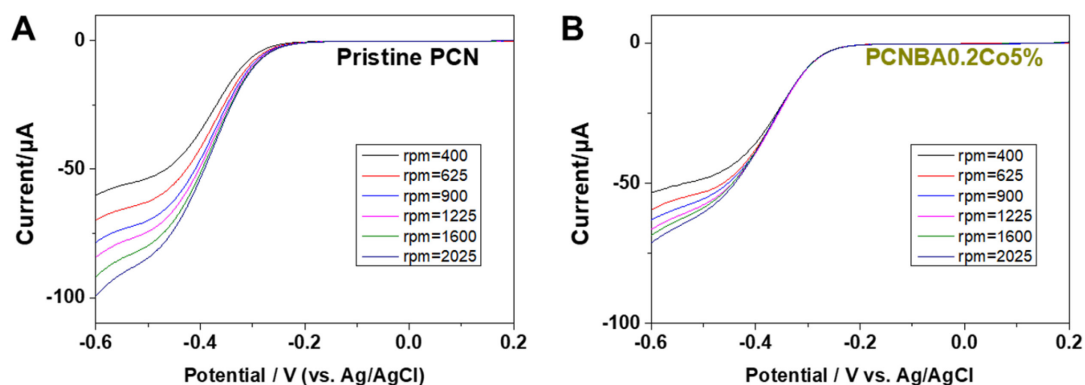 A
Pristine PCN
0
-50
-100
Current/µA
rpm=400
rpm=625
rpm=900
rpm=1225
rpm=1600
rpm=2025
-0.6
-0.4
-0.2
0.0
0.2
Potential / V (vs. Ag/AgCl)
B
PCNBA0.2Co5%
0
-50
-100
Current/µA
rpm=400
rpm=625
rpm=900
rpm=1225
rpm=1600
rpm=2025
-0.6
-0.4
-0.2
0.0
0.2
Potential / V vs. Ag/AgCl